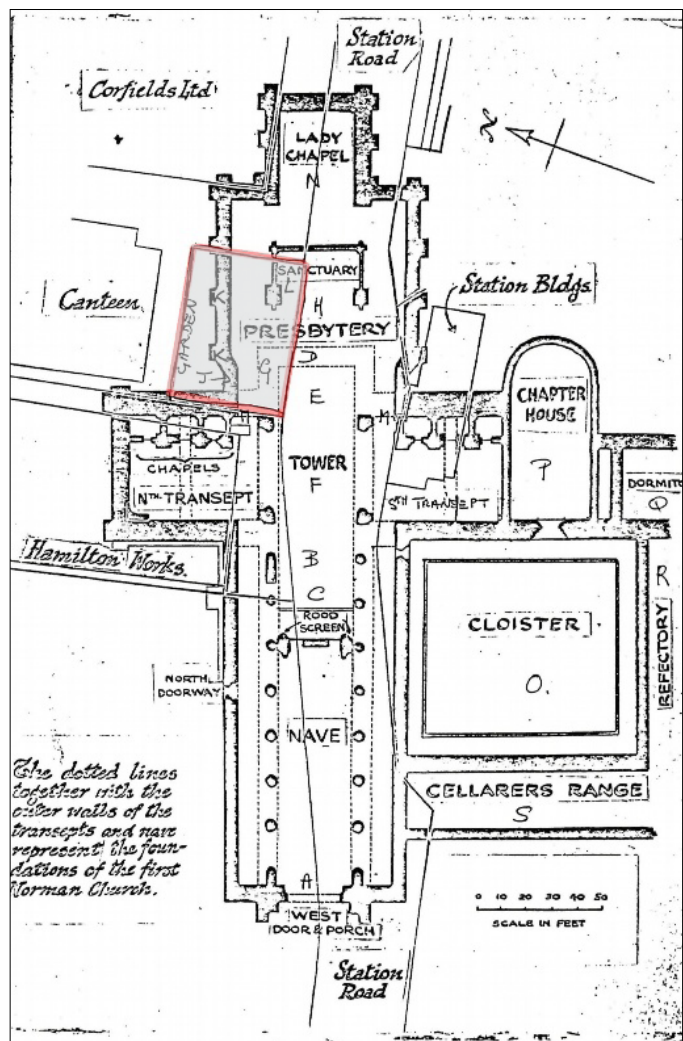 Station
Road
Corfields Ltd
LADY
CHAPEL
N
N
SANCTUARY
L
H
Canteen
GARDEN
Station Bldgs.
PRESBYTERY
D
G
E
CHAPTER
HOUSE
M
M
TOWER
CHAPELS
F
P
DORMITO
Q
NTH TRANSEPT
STH TRANSEPT
Hamilton Works.
B
C
R
ROOD
SCREEN
CLOISTER
REFECTORY
NORTH
DOORWAY
O.
NAVE
The dotted lines
together with the
outer walls of the
transepts and nave
represent the foun-
dations of the first
Norman Church.
CELLARERS RANGE
S
A
0 10 20 30 40 50
SCALE IN FEET
WEST
DOOR & PORCH
Station
Road